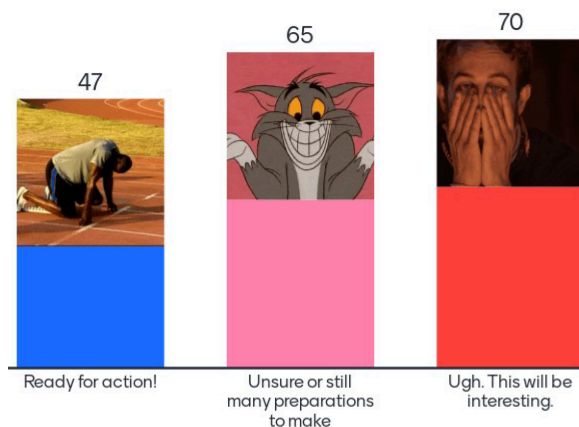 47
65
70
Ready for action!
Unsure or still
many preparations
to make
Ugh. This will be
interesting.